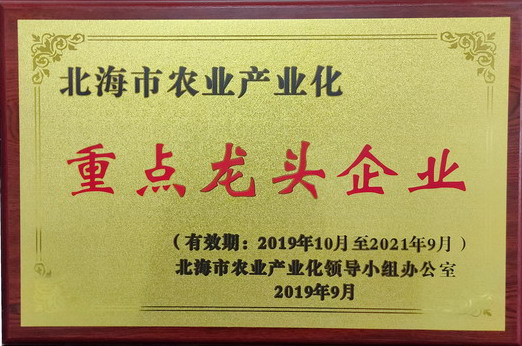 北海市农业产业化
重点龙头企业
（有效期：2019年10月至2021年9月）
北海市农业产业化领导小组办公室
2019年9月